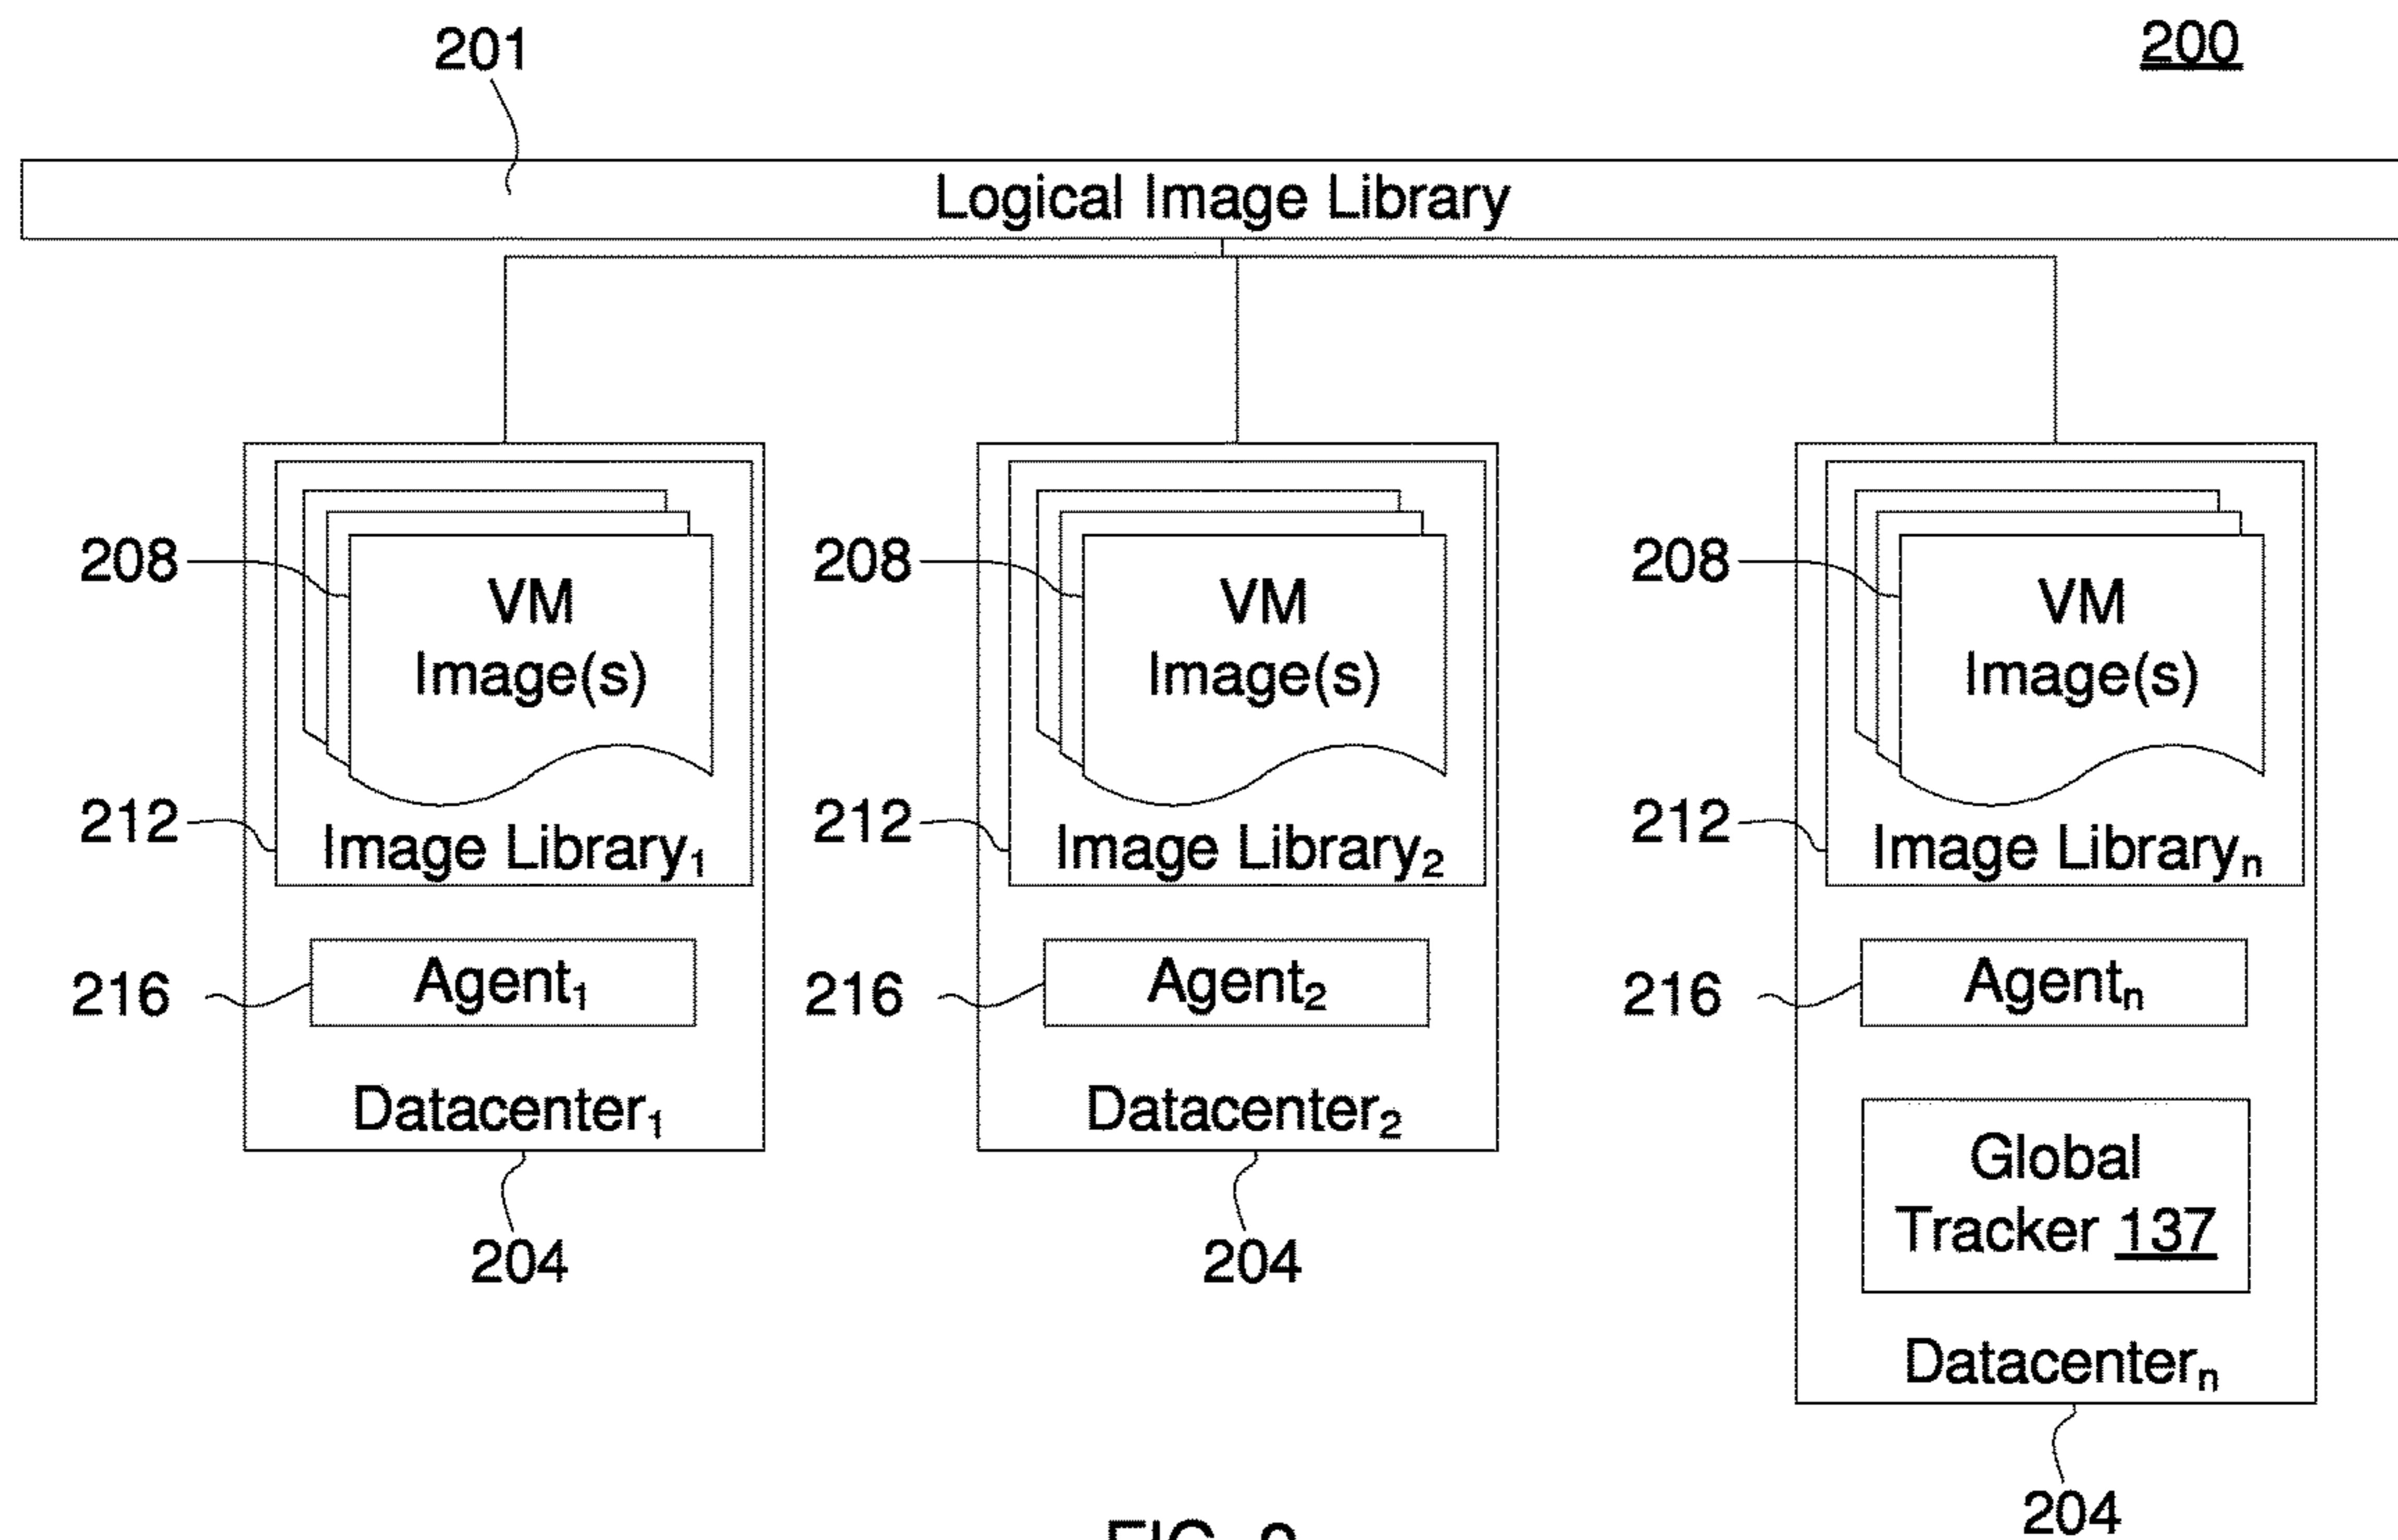 201
200
Logical Image Library
208
VM
Image(s)
212
Image Library₁
216
Agent₁
Datacenter₁
204
208
VM
Image(s)
212
Image Library₂
216
Agent₂
Datacenter₂
204
208
VM
Image(s)
212
Image Libraryₙ
216
Agentₙ
Global
Tracker 137
Datacenterₙ
204